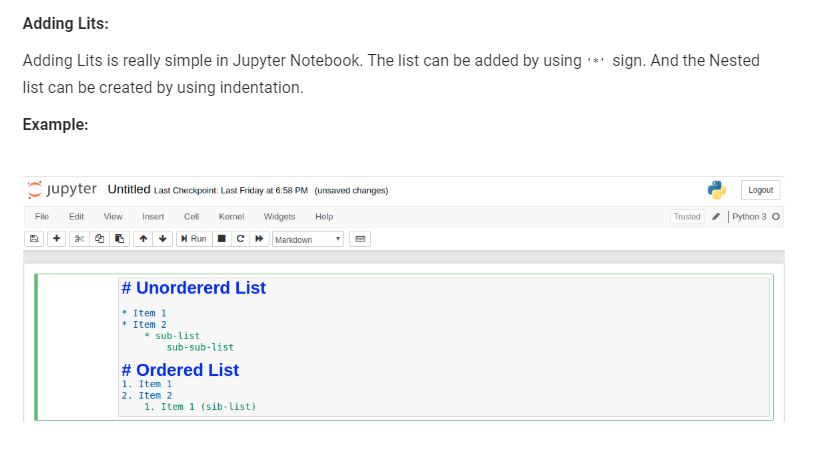 Adding Lits:
Adding Lits is really simple in Jupyter Notebook. The list can be added by using '*' sign. And the Nested
list can be created by using indentation.
Example:
jupyter Untitled Last Checkpoint: Last Friday at 6:58 PM (unsaved changes) Logout
File Edit View Insert Cell Kernel Widgets Help Trusted Python 3
Run Markdown
# Unordererd List
* Item 1
* Item 2
* sub-list
sub-sub-list
# Ordered List
1. Item 1
2. Item 2
1. Item 1 (sib-list)